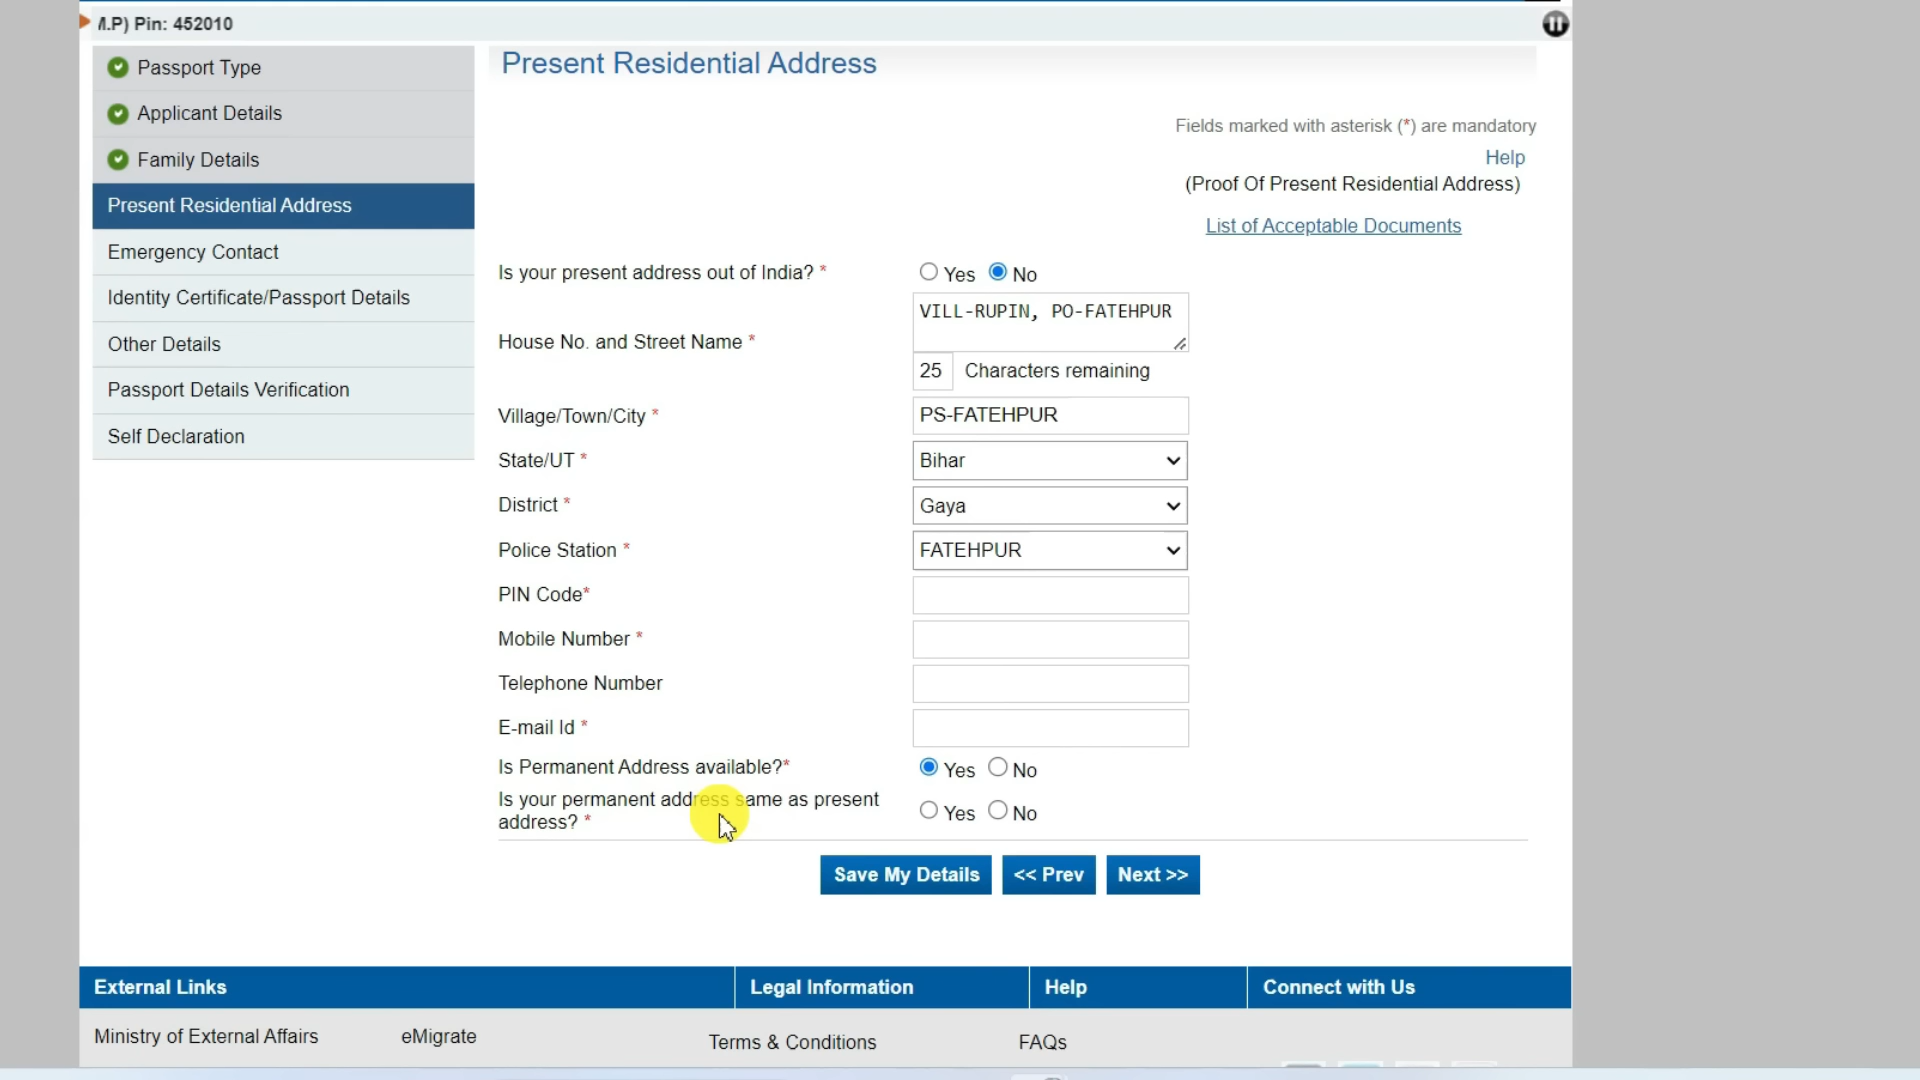 Pin: 452010
Passport Type
Applicant Details
Family Details
Present Residential Address
Emergency Contact
Identity Certificate/Passport Details
Other Details
Passport Details Verification
Self Declaration
Present Residential Address
Fields marked with asterisk (*) are mandatory
Help
(Proof Of Present Residential Address)
List of Acceptable Documents
Is your present address out of India? * Yes No
House No. and Street Name * VILL-RUPIN, PO-FATEHPUR
25 Characters remaining
Village/Town/City * PS-FATEHPUR
State/UT * Bihar
District * Gaya
Police Station * FATEHPUR
PIN Code*
Mobile Number *
Telephone Number
E-mail Id *
Is Permanent Address available?* Yes No
Is your permanent address same as present
address? * Yes No
Save My Details << Prev Next >>
External Links Legal Information Help Connect with Us
Ministry of External Affairs eMigrate Terms & Conditions FAQs